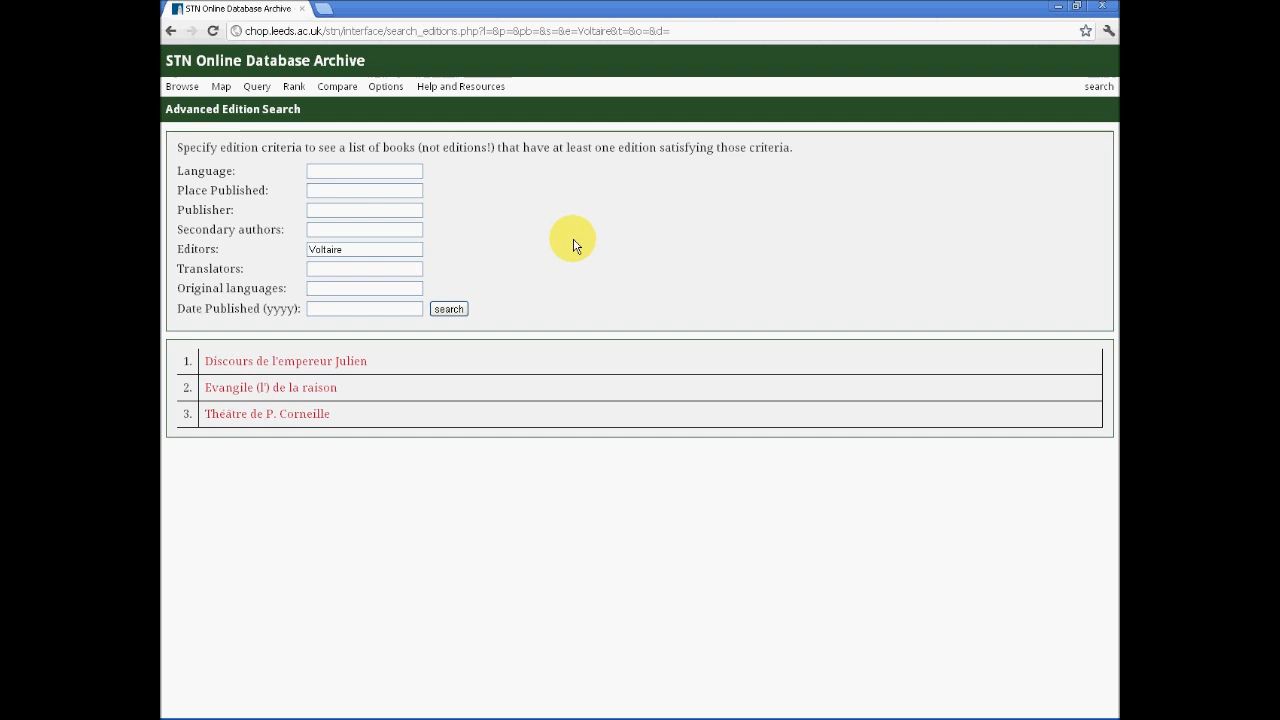 STN Online Database Archive
chop.leeds.ac.uk/stn/interface/search_editions.php?l=&p=&pb=&s=&e=Voltaire&t=&o=&d=
STN Online Database Archive
Browse Map Query Rank Compare Options Help and Resources search
Advanced Edition Search
Specify edition criteria to see a list of books (not editions!) that have at least one edition satisfying those criteria.
Language:
Place Published:
Publisher:
Secondary authors:
Editors: Voltaire
Translators:
Original languages:
Date Published (yyyy): search
1. Discours de l'empereur Julien
2. Evangile (l') de la raison
3. Théâtre de P. Corneille